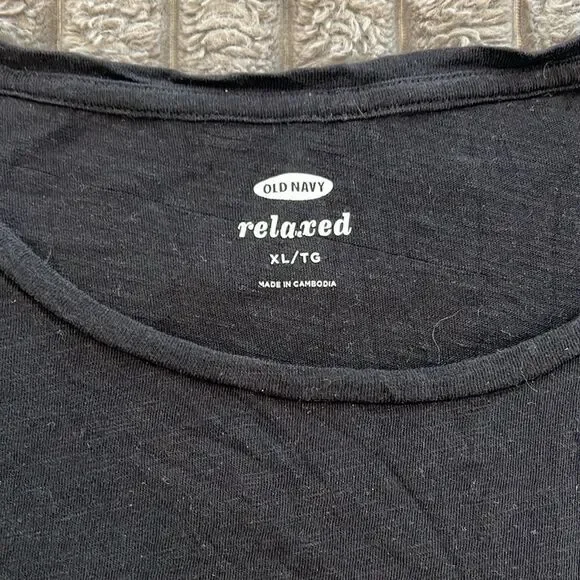 OLD NAVY
relaxed
XL/TG
MADE IN CAMBODIA